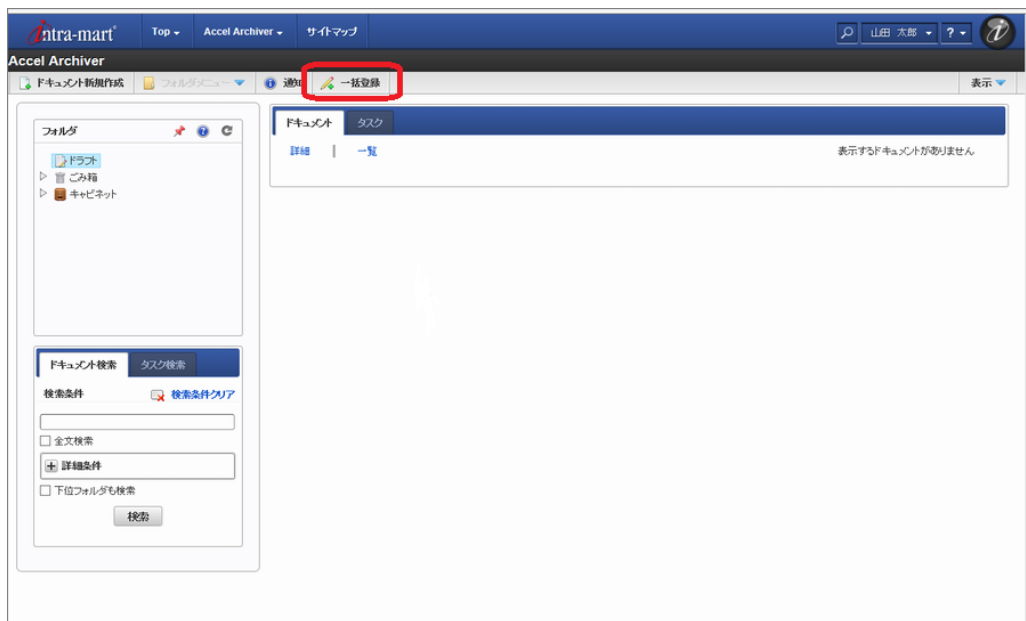 intra-mart Top Accel Archiver サイトマップ 山田 太郎 ?
Accel Archiver
ドキュメント新規作成 フォルダメニュー 通知 一括登録 表示
フォルダ
ドラフト
ごみ箱
キャビネット
ドキュメント タスク
詳細 | 一覧 表示するドキュメントがありません
ドキュメント検索 タスク検索
検索条件 検索条件クリア
全文検索
詳細条件
下位フォルダも検索
検索